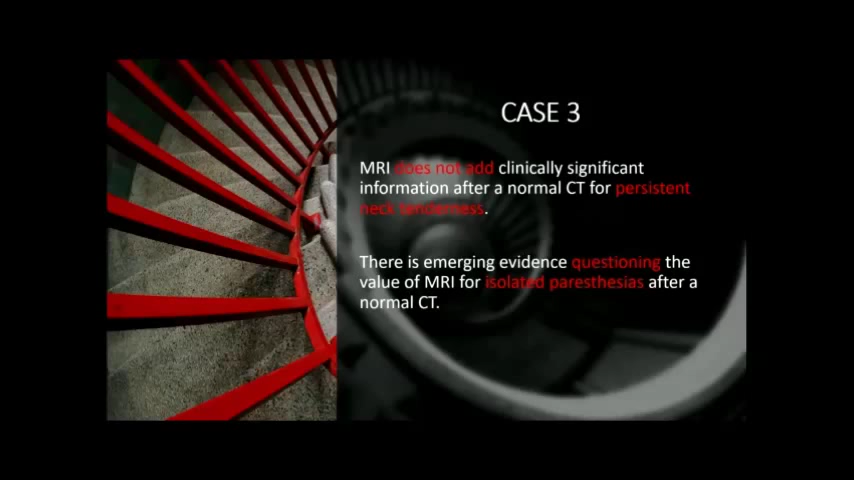 CASE 3
MRI does not add clinically significant
information after a normal CT for persistent
neck tenderness.
There is emerging evidence questioning the
value of MRI for isolated paresthesias after a
normal CT.